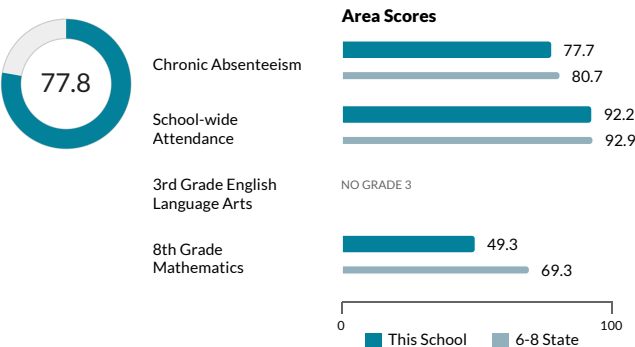 Area Scores
77.8
Chronic Absenteeism
77.7
80.7
School-wide
Attendance
92.2
92.9
3rd Grade English
Language Arts
NO GRADE 3
8th Grade
Mathematics
49.3
69.3
0
100
This School
6-8 State